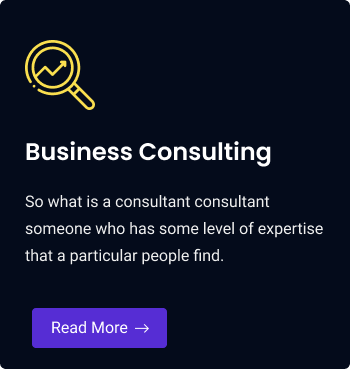 Business Consulting
So what is a consultant consultant
someone who has some level of expertise
that a particular people find.
Read More →